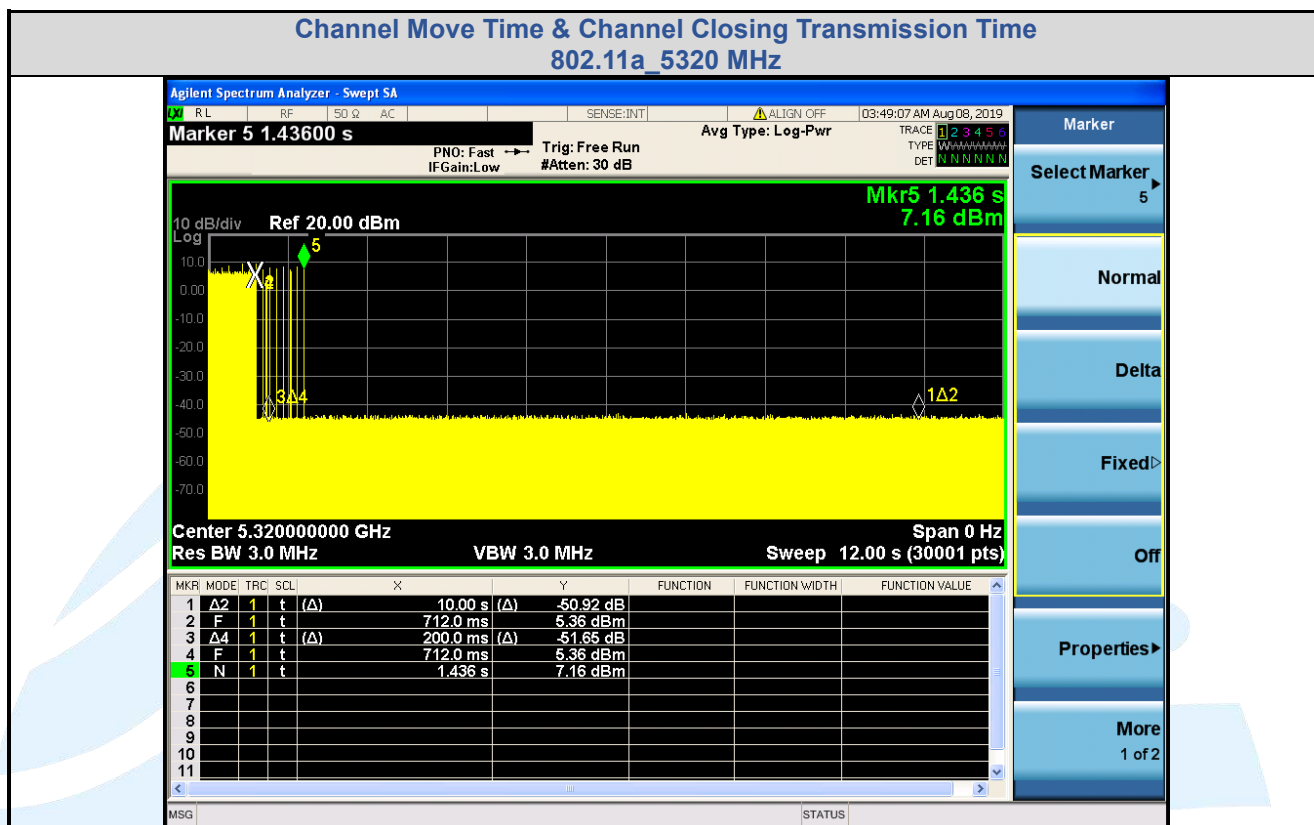 Channel Move Time & Channel Closing Transmission Time
802.11a_5320 MHz
Agilent Spectrum Analyzer - Swept SA
LXI RL RF 50 Ω AC SENSE:INT ALIGN OFF 03:49:07 AM Aug 08, 2019
Marker 5 1.43600 s
PNO: Fast
IFGain:Low
Trig: Free Run
#Atten: 30 dB
Avg Type: Log-Pwr
TRACE 1 2 3 4 5 6
TYPE WWWWWW
DET N N N N N N
Mkr5 1.436 s
7.16 dBm
10 dB/div Ref 20.00 dBm
Log
10.0
0.00
-10.0
-20.0
-30.0
-40.0
-50.0
-60.0
-70.0
5
2
3Δ4
1Δ2
Center 5.320000000 GHz Span 0 Hz
Res BW 3.0 MHz VBW 3.0 MHz Sweep 12.00 s (30001 pts)
MKR MODE TRC SCL X Y FUNCTION FUNCTION WIDTH FUNCTION VALUE
1 Δ2 1 t (Δ) 10.00 s (Δ) -50.92 dB
2 F 1 t 712.0 ms 5.36 dBm
3 Δ4 1 t (Δ) 200.0 ms (Δ) -51.65 dB
4 F 1 t 712.0 ms 5.36 dBm
5 N 1 t 1.436 s 7.16 dBm
6
7
8
9
10
11
MSG STATUS
Marker
Select Marker
5
Normal
Delta
Fixed
Off
Properties
More
1 of 2